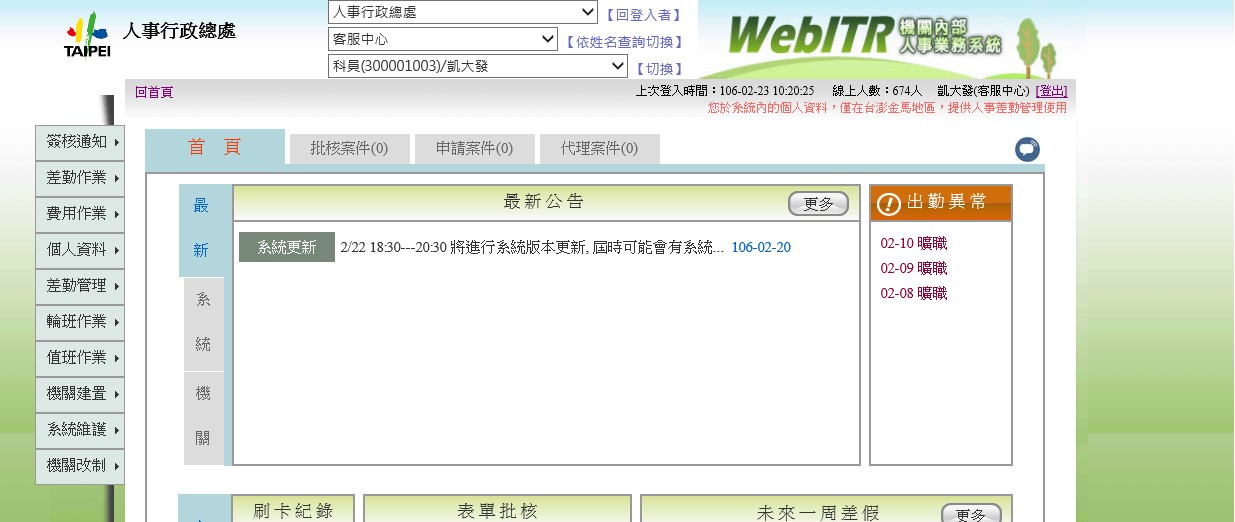 TAIPEI
人事行政總處
人事行政總處
【回登入者】
客服中心
【依姓名查詢切換】
科員(300001003)/凱大發
【切換】
WebITR 機關內部
人事業務系統
回首頁
上次登入時間：106-02-23 10:20:25 線上人數：674人 凱大發(客服中心) [登出]
您於系統內的個人資料，僅在台澎金馬地區，提供人事差勤管理使用
簽核通知
差勤作業
費用作業
個人資料
差勤管理
輪班作業
值班作業
機關建置
系統維護
機關改制
首 頁
批核案件(0)
申請案件(0)
代理案件(0)
最
新
系
統
機
關
最新公告
更多
系統更新 2/22 18:30---20:30 將進行系統版本更新, 屆時可能會有系統... 106-02-20
出勤異常
02-10 曠職
02-09 曠職
02-08 曠職
刷卡紀錄
表單批核
未來一周差假
更多